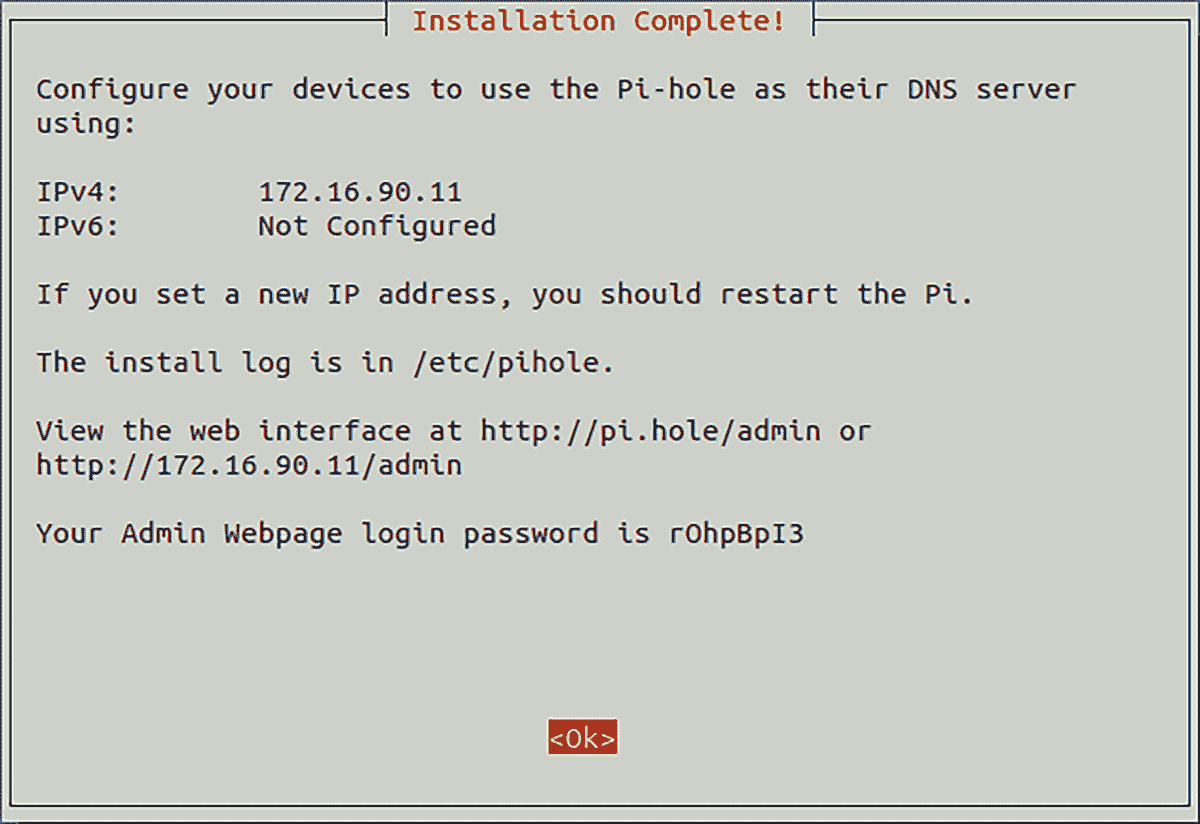 Installation Complete!
Configure your devices to use the Pi-hole as their DNS server
using:
IPv4: 172.16.90.11
IPv6: Not Configured
If you set a new IP address, you should restart the Pi.
The install log is in /etc/pihole.
View the web interface at http://pi.hole/admin or
http://172.16.90.11/admin
Your Admin Webpage login password is rOhpBpI3
<Ok>